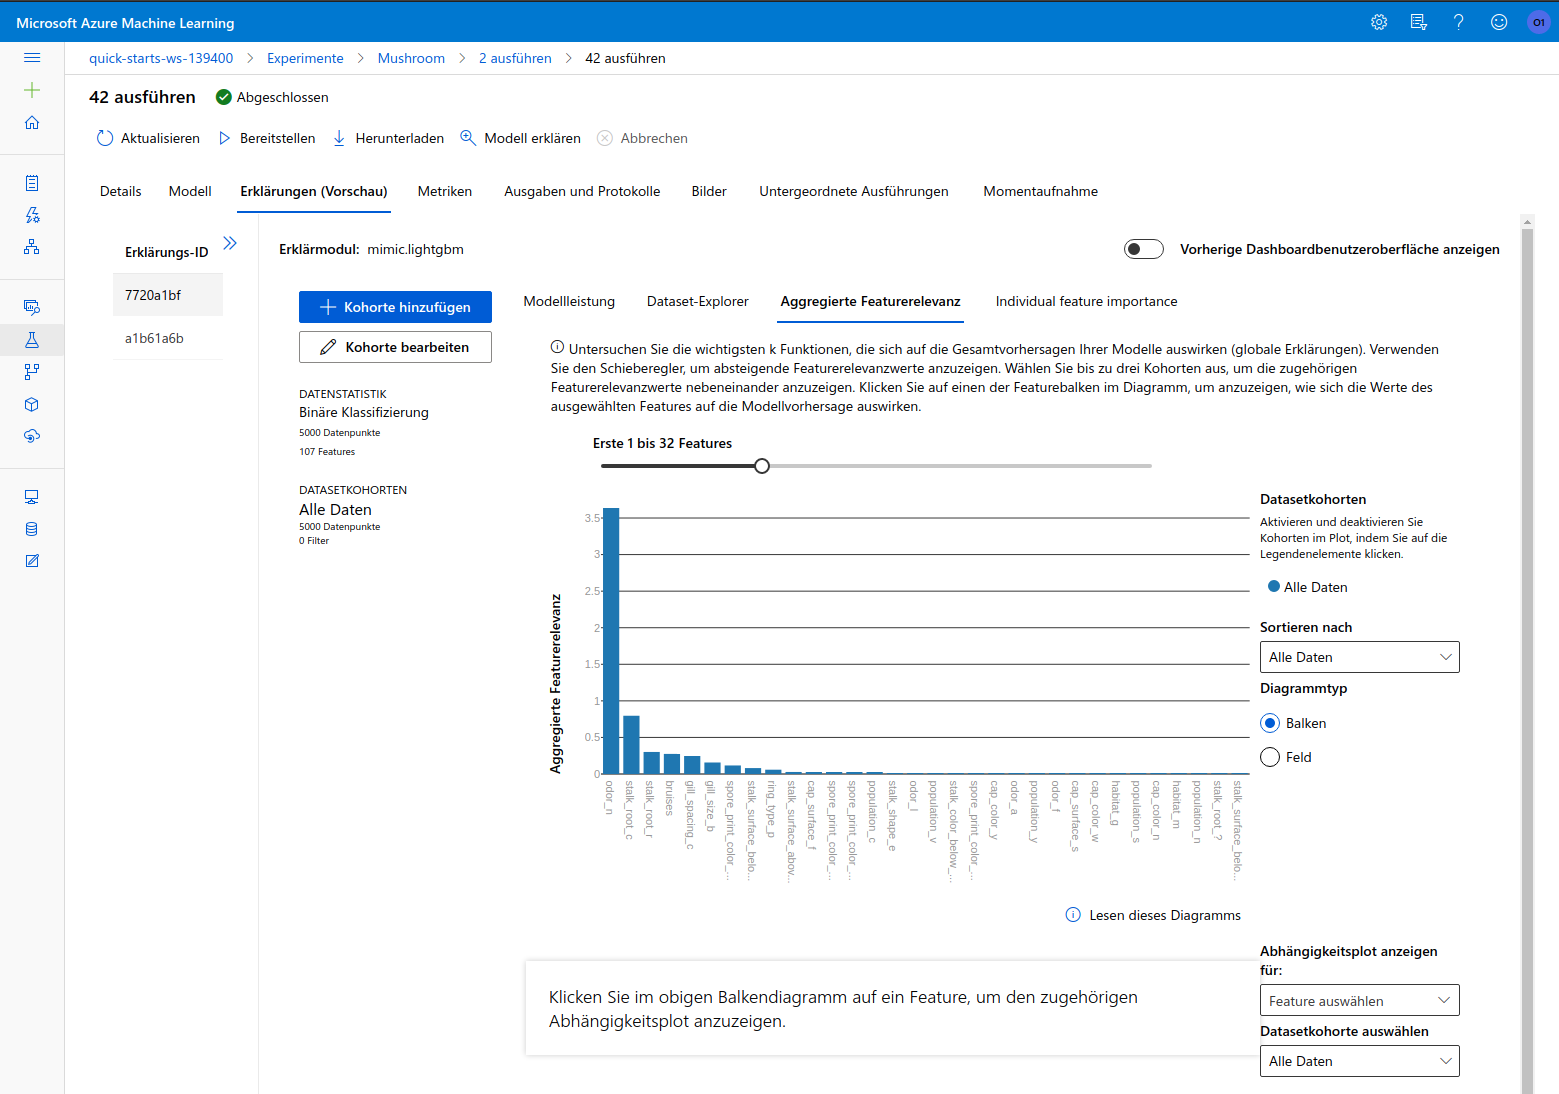 Microsoft Azure Machine Learning
O1
quick-starts-ws-139400 > Experimente > Mushroom > 2 ausführen > 42 ausführen
42 ausführen Abgeschlossen
Aktualisieren Bereitstellen Herunterladen Modell erklären Abbrechen
Details Modell Erklärungen (Vorschau) Metriken Ausgaben und Protokolle Bilder Untergeordnete Ausführungen Momentaufnahme
Erklärungs-ID
7720a1bf
a1b61a6b
Erklärmodul: mimic.lightgbm
Vorherige Dashboardbenutzeroberfläche anzeigen
Kohorte hinzufügen
Kohorte bearbeiten
DATENSTATISTIK
Binäre Klassifizierung
5000 Datenpunkte
107 Features
DATASETKOHORTEN
Alle Daten
5000 Datenpunkte
0 Filter
Modellleistung Dataset-Explorer Aggregierte Featurerelevanz Individual feature importance
Untersuchen Sie die wichtigsten k Funktionen, die sich auf die Gesamtvorhersagen Ihrer Modelle auswirken (globale Erklärungen). Verwenden
Sie den Schieberegler, um absteigende Featurerelevanzwerte anzuzeigen. Wählen Sie bis zu drei Kohorten aus, um die zugehörigen
Featurerelevanzwerte nebeneinander anzuzeigen. Klicken Sie auf einen der Featurebalken im Diagramm, um anzuzeigen, wie sich die Werte des
ausgewählten Features auf die Modellvorhersage auswirken.
Erste 1 bis 32 Features
Aggregierte Featurerelevanz
3.5
3
2.5
2
1.5
1
0.5
0
odor_n
stalk_root_c
stalk_root_r
bruises
gill_spacing_c
gill_size_b
spore_print_color_...
stalk_surface_belo...
ring_type_p
stalk_surface_abov...
cap_surface_f
spore_print_color_...
spore_print_color_...
population_c
stalk_shape_e
odor_l
population_v
stalk_color_below_...
spore_print_color_...
cap_color_y
odor_a
population_y
odor_f
cap_surface_s
cap_color_w
habitat_g
population_s
cap_color_n
habitat_m
population_n
stalk_root_?
stalk_surface_belo...
Lesen dieses Diagramms
Datasetkohorten
Aktivieren und deaktivieren Sie
Kohorten im Plot, indem Sie auf die
Legendenelemente klicken.
Alle Daten
Sortieren nach
Alle Daten
Diagrammtyp
Balken
Feld
Klicken Sie im obigen Balkendiagramm auf ein Feature, um den zugehörigen
Abhängigkeitsplot anzuzeigen.
Abhängigkeitsplot anzeigen
für:
Feature auswählen
Datasetkohorte auswählen
Alle Daten